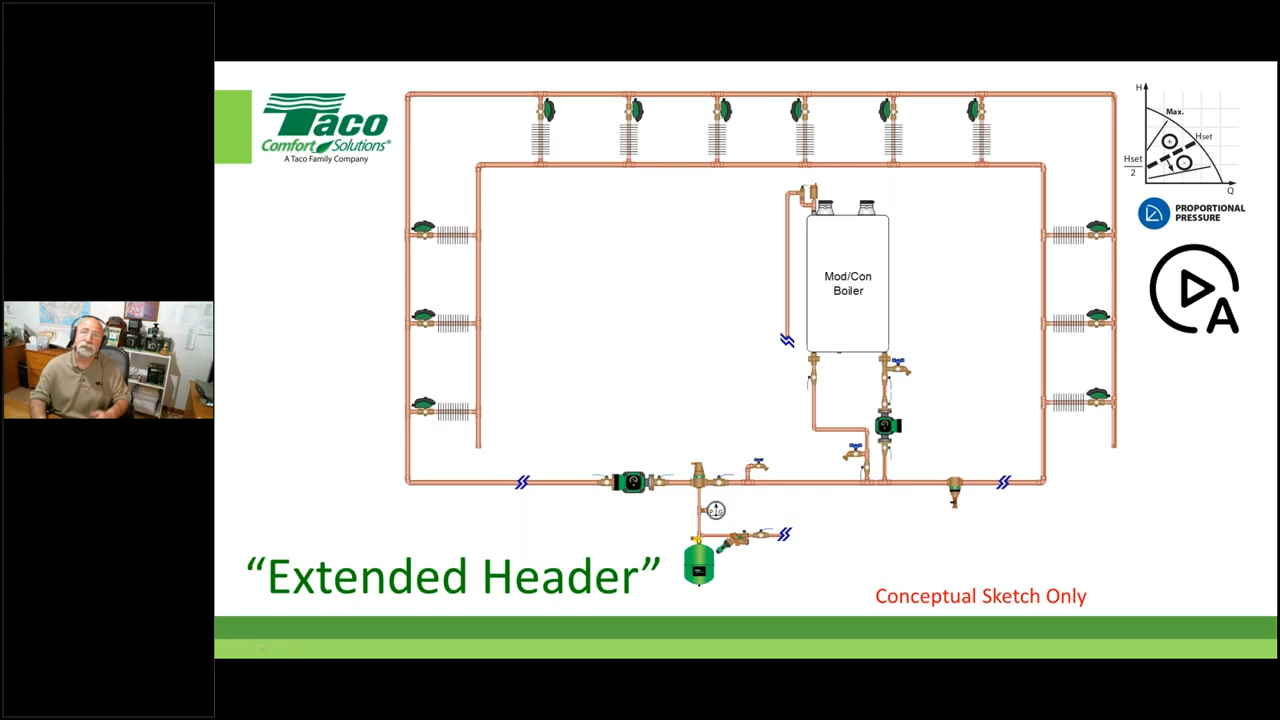 Taco
Comfort Solutions®
A Taco Family Company
H
Max.
Hset
Hset
2
Q
PROPORTIONAL
PRESSURE
A
Mod/Con
Boiler
P G
"Extended Header"
Conceptual Sketch Only